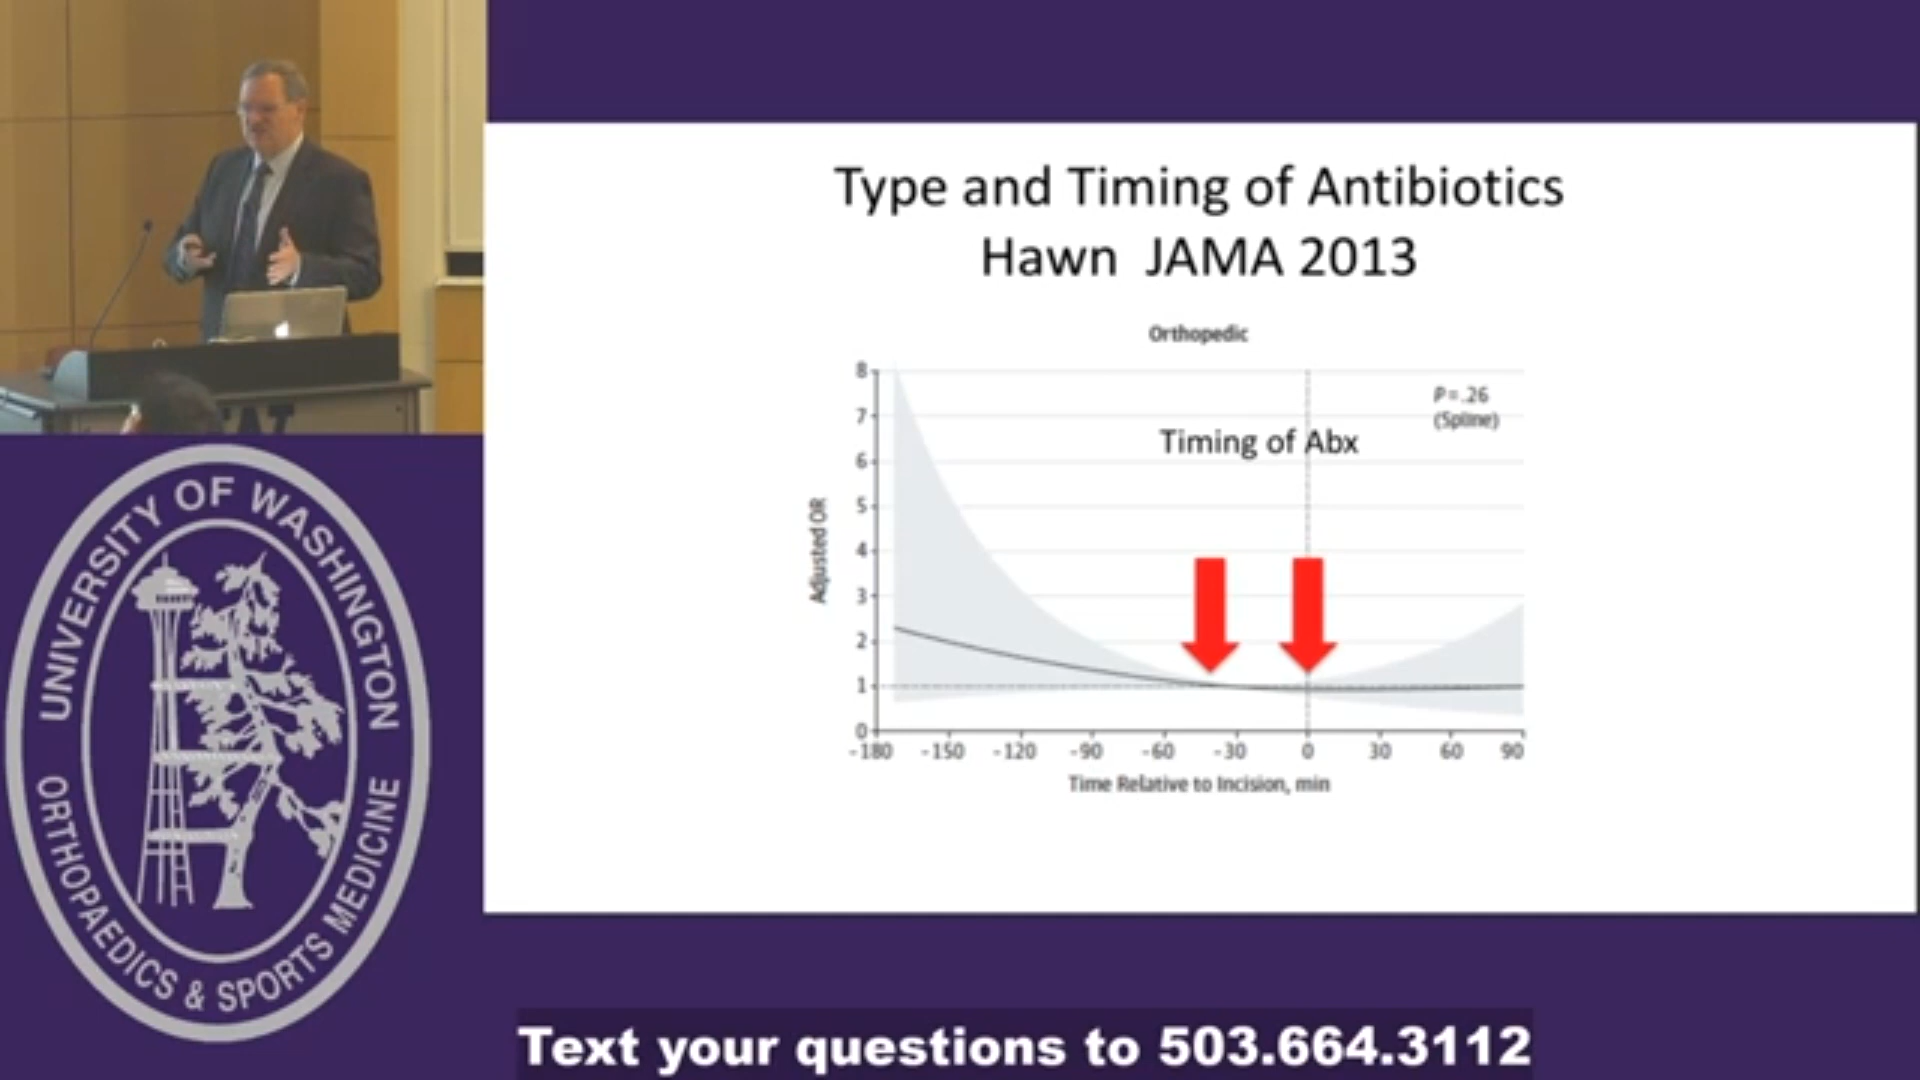 Type and Timing of Antibiotics
Hawn JAMA 2013
Orthopedic
P=.26
(Spline)
Timing of Abx
Adjusted OR
8
7
6
5
4
3
2
1
0
-180 -150 -120 -90 -60 -30 0 30 60 90
Time Relative to Incision, min
UNIVERSITY OF WASHINGTON
ORTHOPAEDICS & SPORTS MEDICINE
Text your questions to 503.664.3112